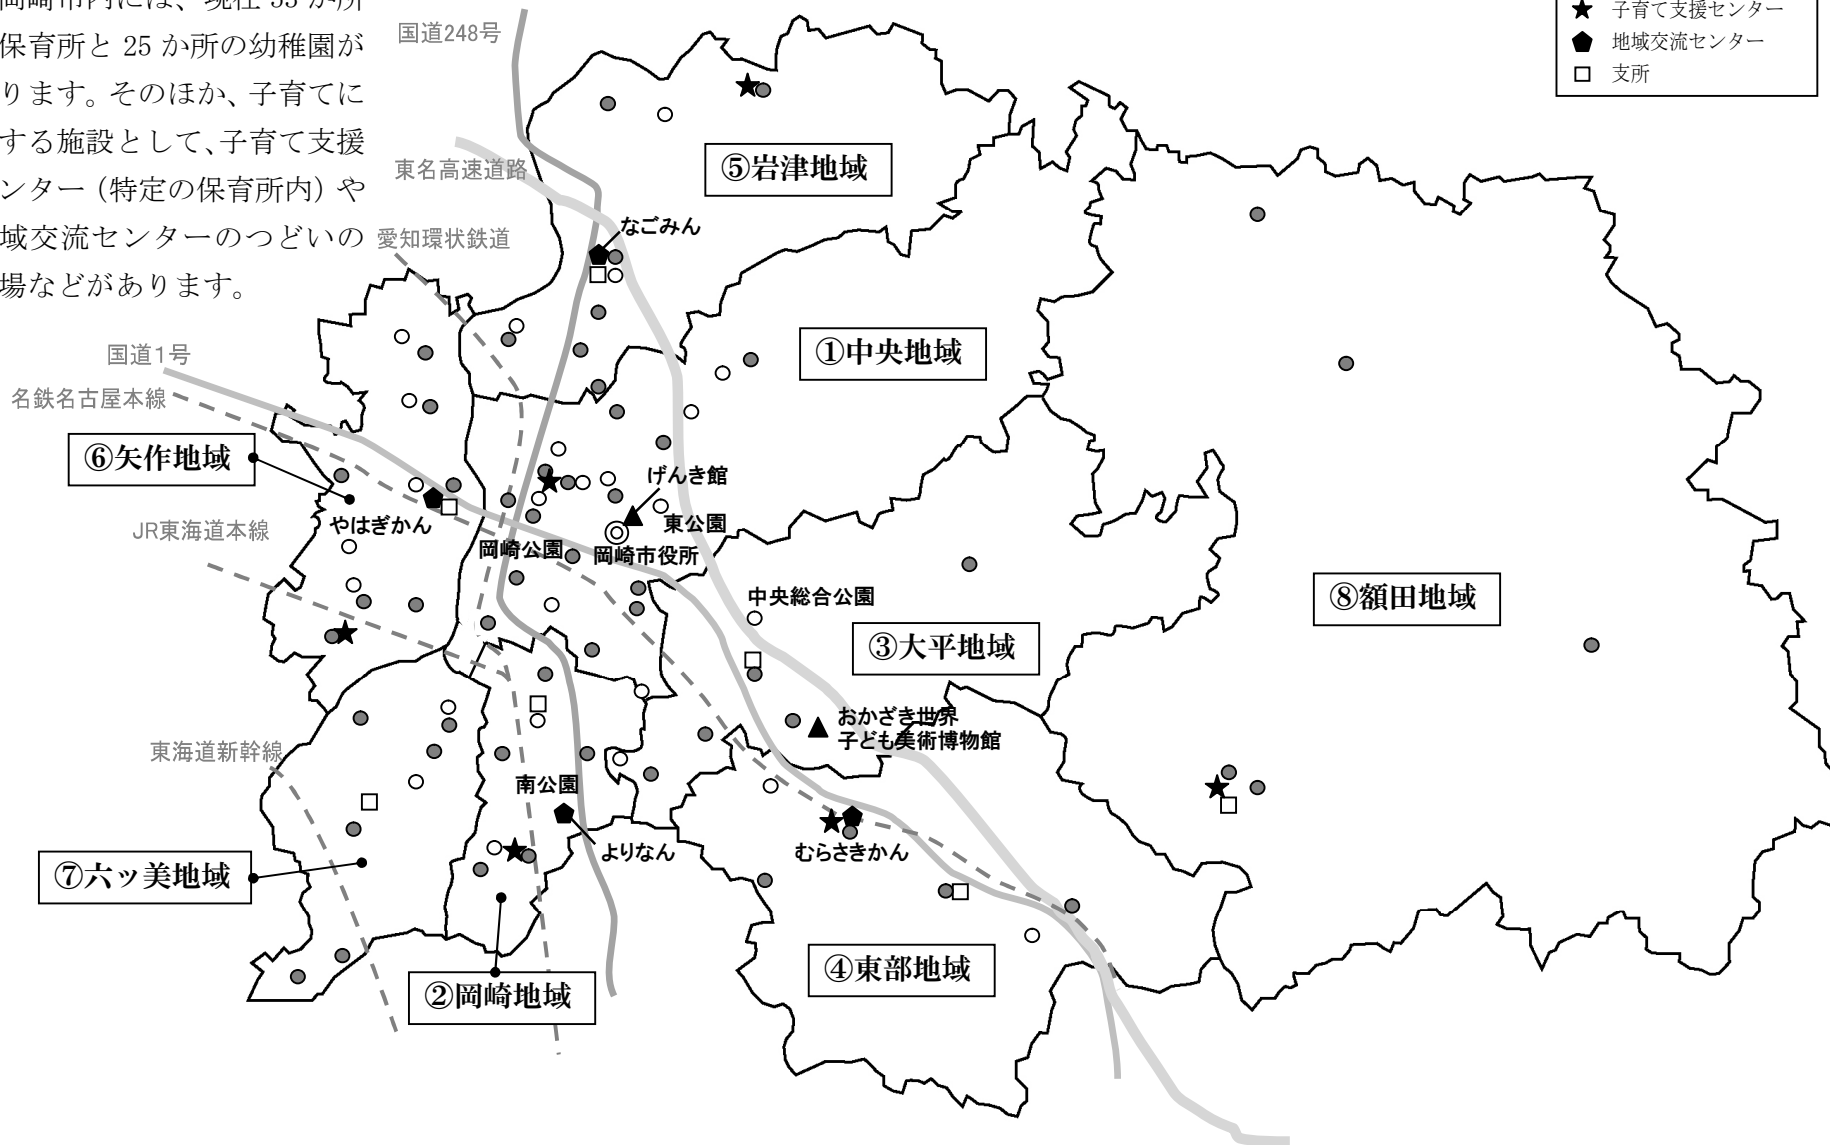 岡崎市内には、現在 53 か所
保育所と 25 か所の幼稚園が
ります。そのほか、子育てに
する施設として、子育て支援
ンター（特定の保育所内）や
域交流センターのつどいの
場などがあります。
子育て支援センター
地域交流センター
支所
国道248号
東名高速道路
⑤岩津地域
なごみん
愛知環状鉄道
国道1号
①中央地域
名鉄名古屋本線
⑥矢作地域
げんき館
やはぎかん
東公園
JR東海道本線
岡崎公園
岡崎市役所
中央総合公園
⑧額田地域
③大平地域
おかざき世界
子ども美術博物館
東海道新幹線
南公園
よりなん
むらさきかん
⑦六ッ美地域
④東部地域
②岡崎地域